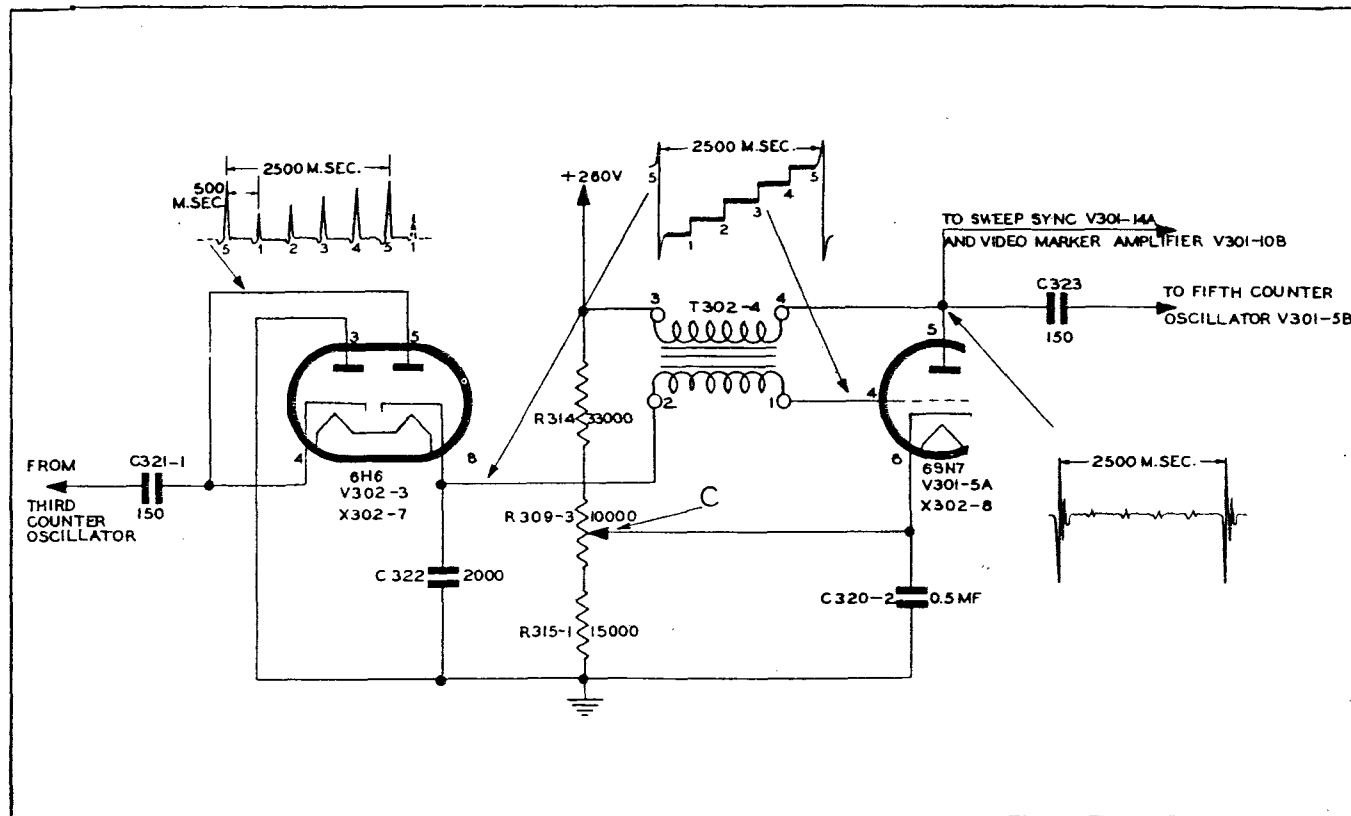 2500 M.SEC.
500
M.SEC.
5 1 2 3 4 5 1
+260V
2500 M.SEC.
5
1
2
3
4
5
TO SWEEP SYNC V301-14A
AND VIDEO MARKER AMPLIFIER V301-10B
C323
150
TO FIFTH COUNTER
OSCILLATOR V301-5B
3 T302-4 4
2 1
3 5
4 8
6H6
V302-3
X302-7
FROM
THIRD
COUNTER
OSCILLATOR
C321-1
150
R314 33000
R309-3 10000
C
R315-1 15000
C322 2000
5
4
6
6SN7
V301-5A
X302-8
C320-2 0.5MF
2500 M.SEC.